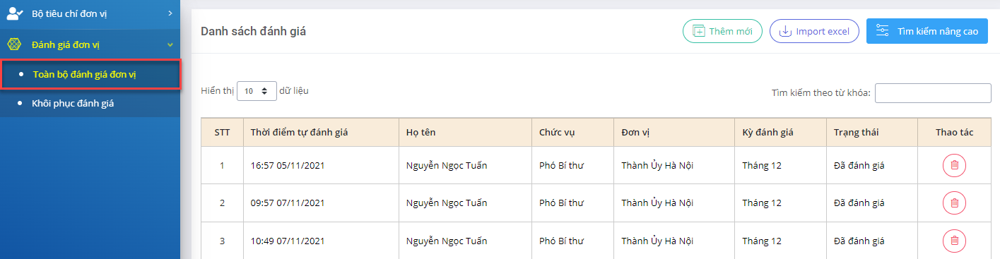 Bộ tiêu chí đơn vị
Đánh giá đơn vị
Toàn bộ đánh giá đơn vị
Khôi phục đánh giá
Danh sách đánh giá
Thêm mới
Import excel
Tìm kiếm nâng cao
Hiển thị 10 dữ liệu
Tìm kiếm theo từ khóa:
STT Thời điểm tự đánh giá Họ tên Chức vụ Đơn vị Kỳ đánh giá Trạng thái Thao tác
1 16:57 05/11/2021 Nguyễn Ngọc Tuấn Phó Bí thư Thành Ủy Hà Nội Tháng 12 Đã đánh giá
2 09:57 07/11/2021 Nguyễn Ngọc Tuấn Phó Bí thư Thành Ủy Hà Nội Tháng 12 Đã đánh giá
3 10:49 07/11/2021 Nguyễn Ngọc Tuấn Phó Bí thư Thành Ủy Hà Nội Tháng 12 Đã đánh giá